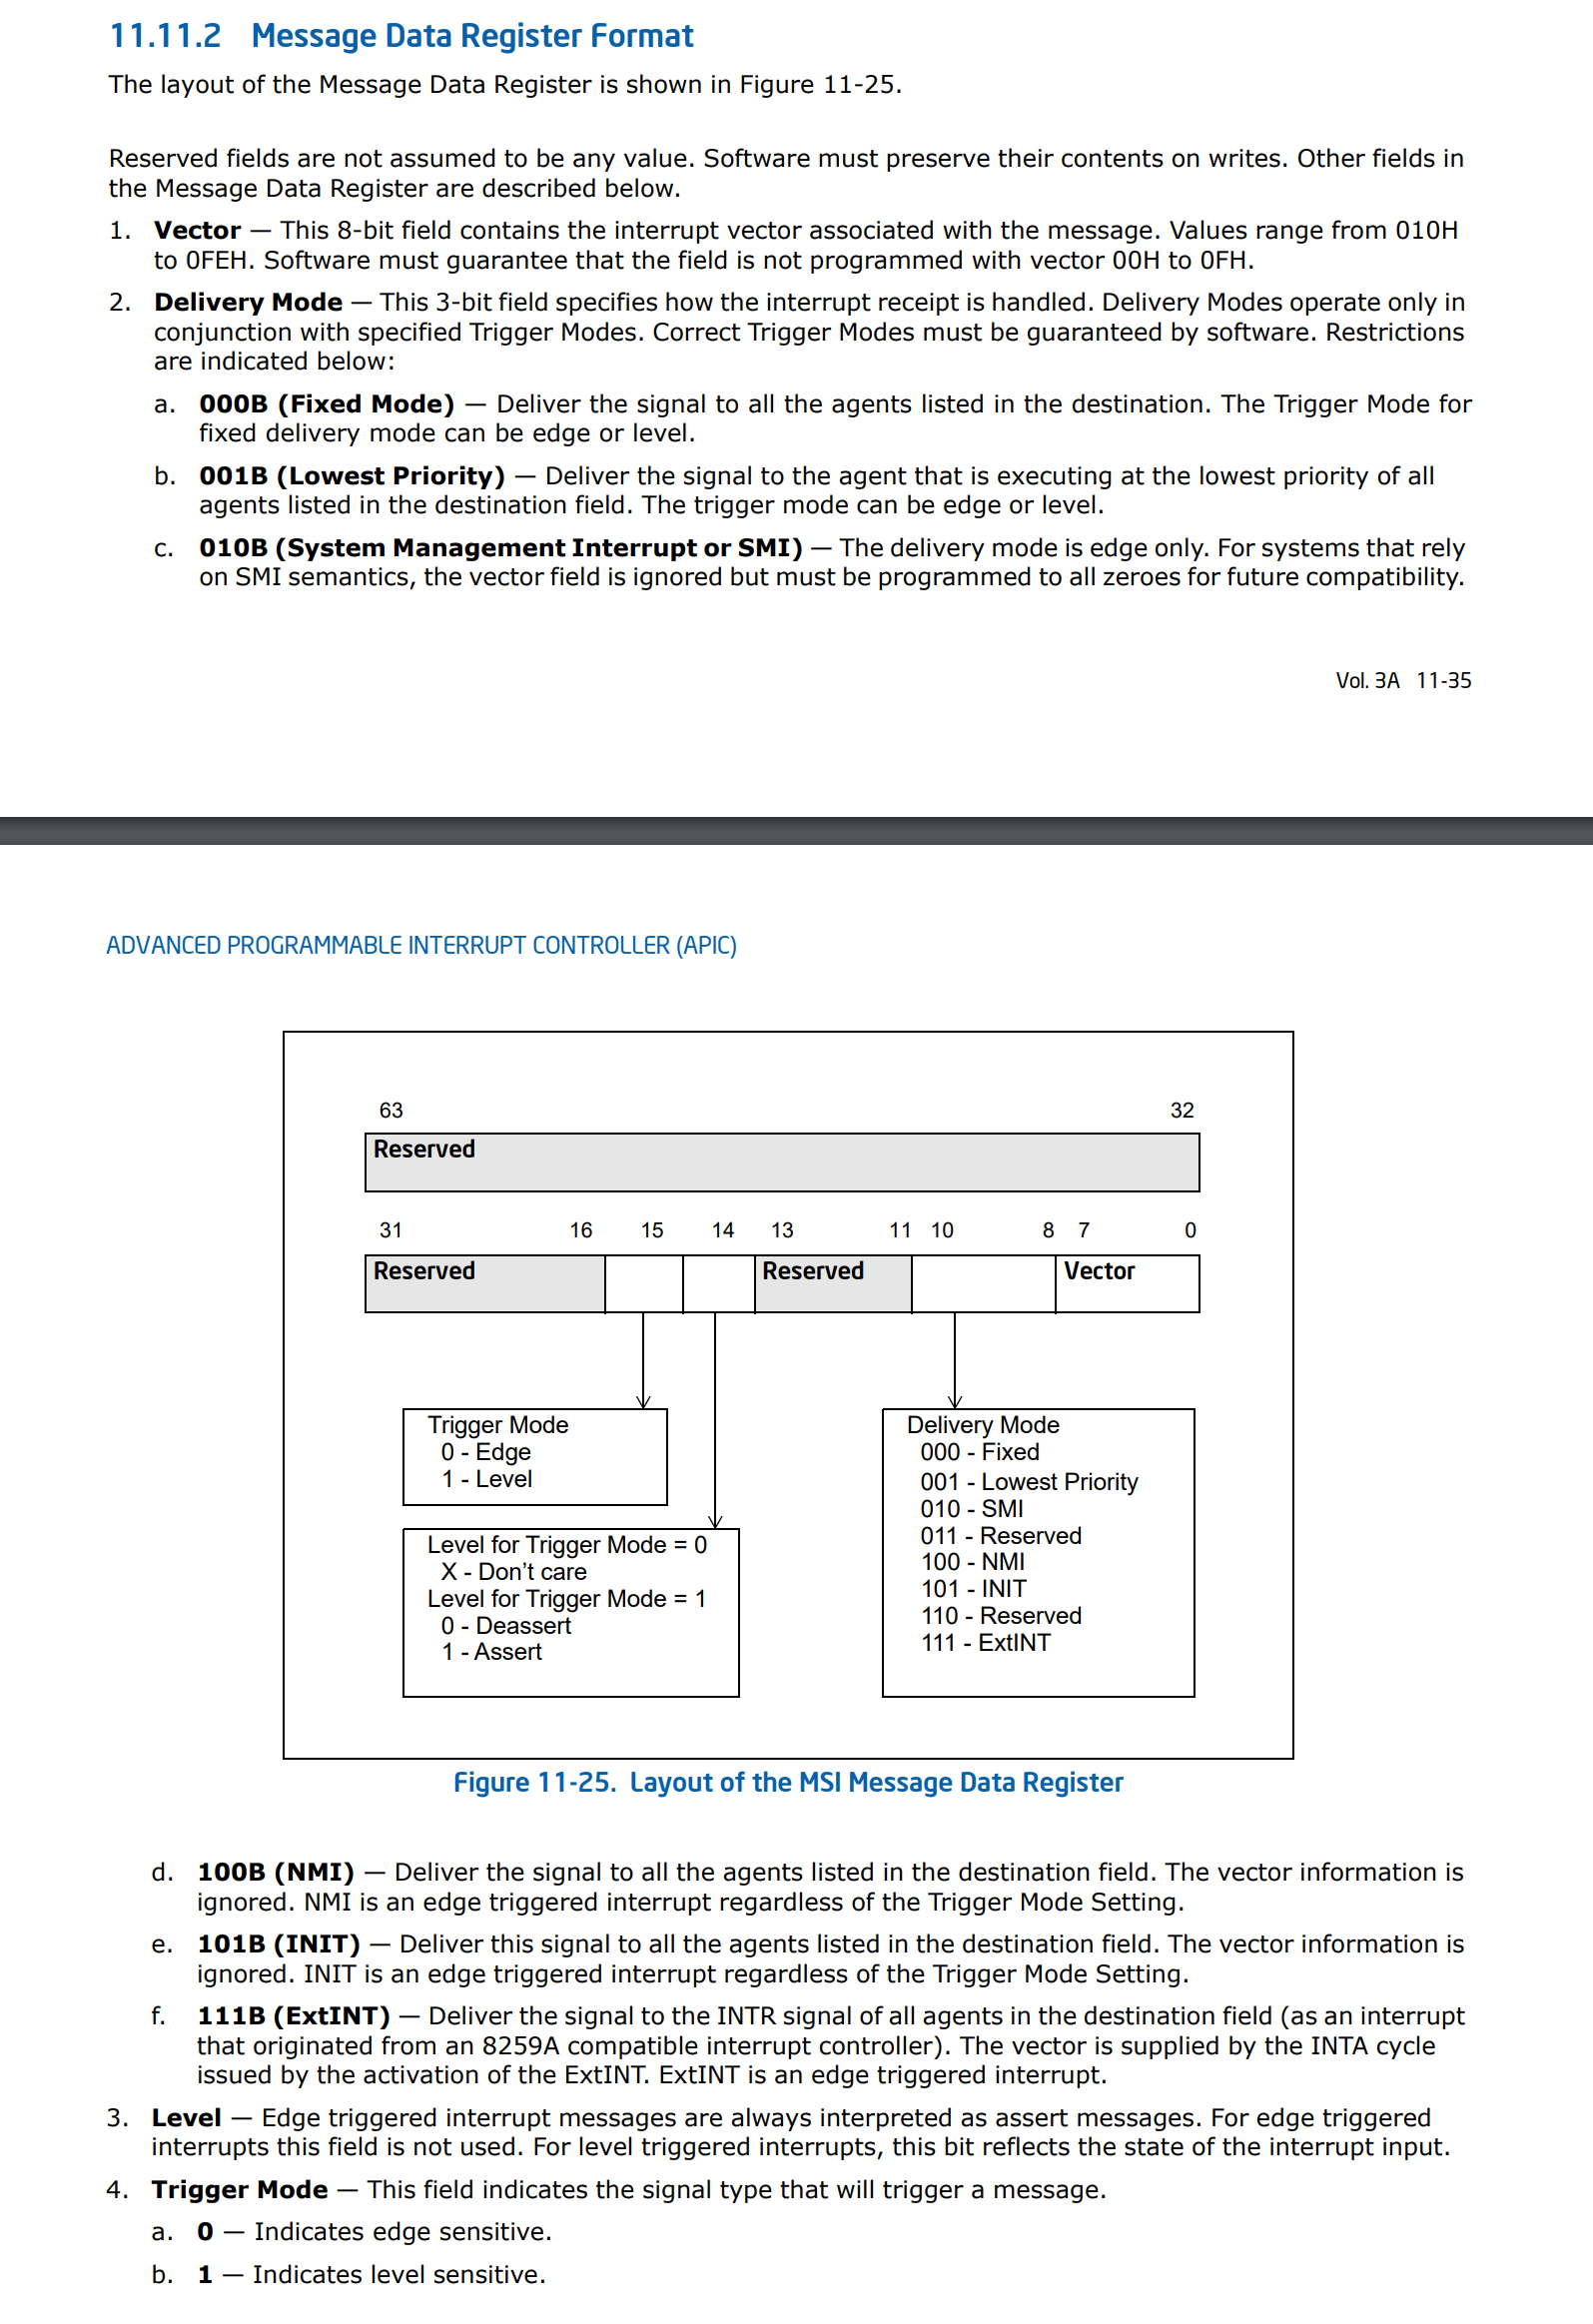 11.11.2 Message Data Register Format
The layout of the Message Data Register is shown in Figure 11-25.
Reserved fields are not assumed to be any value. Software must preserve their contents on writes. Other fields in
the Message Data Register are described below.
1. Vector — This 8-bit field contains the interrupt vector associated with the message. Values range from 010H
to 0FEH. Software must guarantee that the field is not programmed with vector 00H to 0FH.
2. Delivery Mode — This 3-bit field specifies how the interrupt receipt is handled. Delivery Modes operate only in
conjunction with specified Trigger Modes. Correct Trigger Modes must be guaranteed by software. Restrictions
are indicated below:
a. 000B (Fixed Mode) — Deliver the signal to all the agents listed in the destination. The Trigger Mode for
fixed delivery mode can be edge or level.
b. 001B (Lowest Priority) — Deliver the signal to the agent that is executing at the lowest priority of all
agents listed in the destination field. The trigger mode can be edge or level.
c. 010B (System Management Interrupt or SMI) — The delivery mode is edge only. For systems that rely
on SMI semantics, the vector field is ignored but must be programmed to all zeroes for future compatibility.
Vol. 3A 11-35
ADVANCED PROGRAMMABLE INTERRUPT CONTROLLER (APIC)
63 32
Reserved
31 16 15 14 13 11 10 8 7 0
Reserved Reserved Vector
Trigger Mode
0 - Edge
1 - Level
Level for Trigger Mode = 0
X - Don’t care
Level for Trigger Mode = 1
0 - Deassert
1 - Assert
Delivery Mode
000 - Fixed
001 - Lowest Priority
010 - SMI
011 - Reserved
100 - NMI
101 - INIT
110 - Reserved
111 - ExtINT
Figure 11-25. Layout of the MSI Message Data Register
d. 100B (NMI) — Deliver the signal to all the agents listed in the destination field. The vector information is
ignored. NMI is an edge triggered interrupt regardless of the Trigger Mode Setting.
e. 101B (INIT) — Deliver this signal to all the agents listed in the destination field. The vector information is
ignored. INIT is an edge triggered interrupt regardless of the Trigger Mode Setting.
f. 111B (ExtINT) — Deliver the signal to the INTR signal of all agents in the destination field (as an interrupt
that originated from an 8259A compatible interrupt controller). The vector is supplied by the INTA cycle
issued by the activation of the ExtINT. ExtINT is an edge triggered interrupt.
3. Level — Edge triggered interrupt messages are always interpreted as assert messages. For edge triggered
interrupts this field is not used. For level triggered interrupts, this bit reflects the state of the interrupt input.
4. Trigger Mode — This field indicates the signal type that will trigger a message.
a. 0 — Indicates edge sensitive.
b. 1 — Indicates level sensitive.